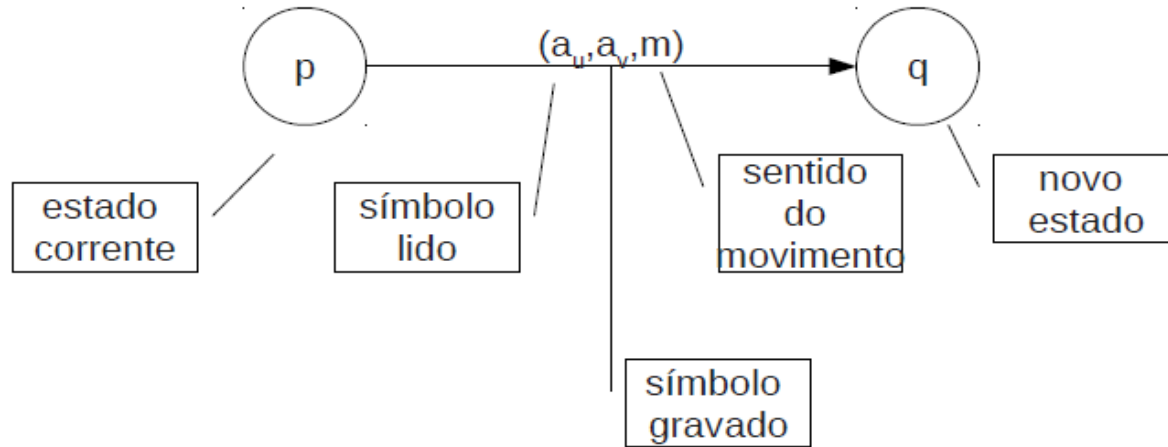 (a_u,a_v,m)
p
q
estado
corrente
símbolo
lido
sentido
do
movimento
novo
estado
símbolo
gravado